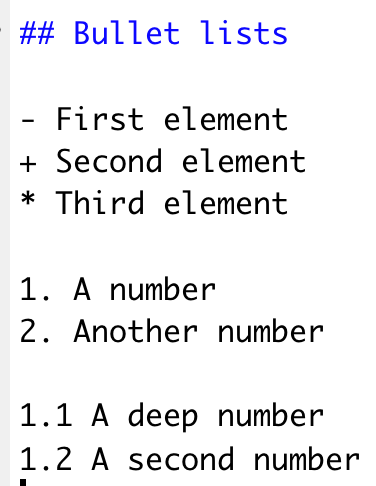 ## Bullet lists
- First element
+ Second element
* Third element
1. A number
2. Another number
1.1 A deep number
1.2 A second number